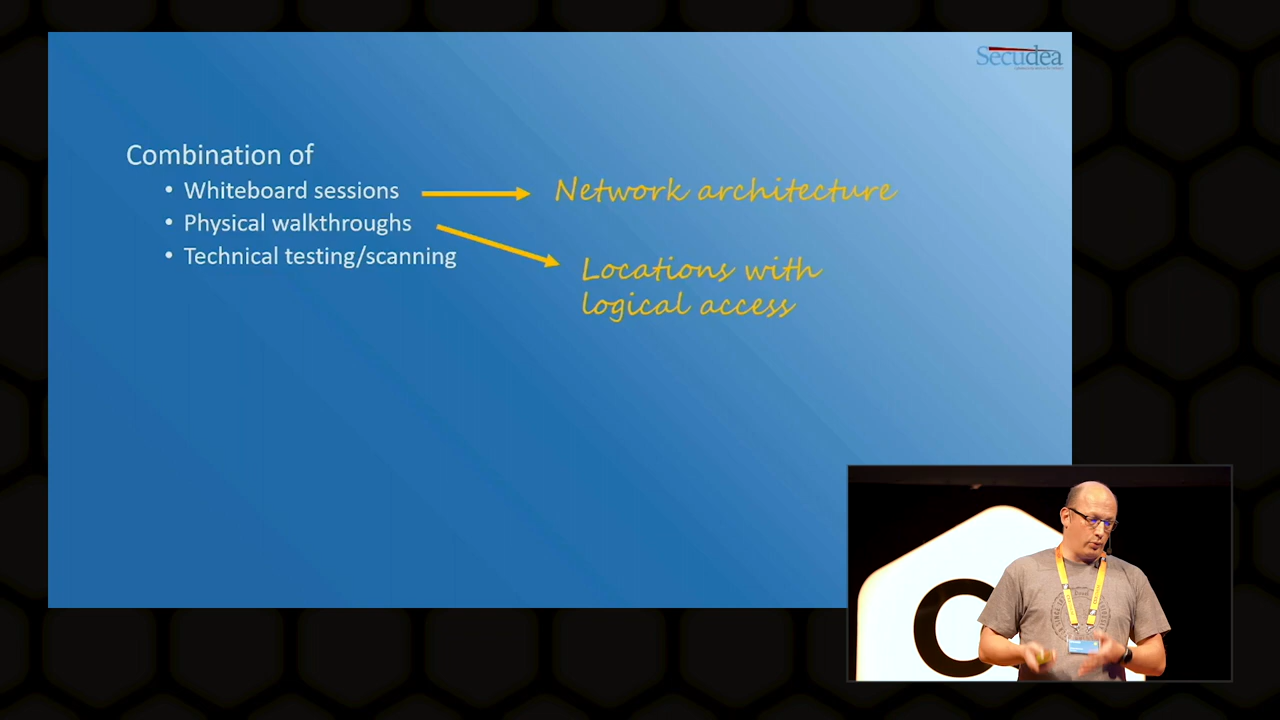 Secudea
Combination of
• Whiteboard sessions
• Physical walkthroughs
• Technical testing/scanning
Network architecture
Locations with
logical access